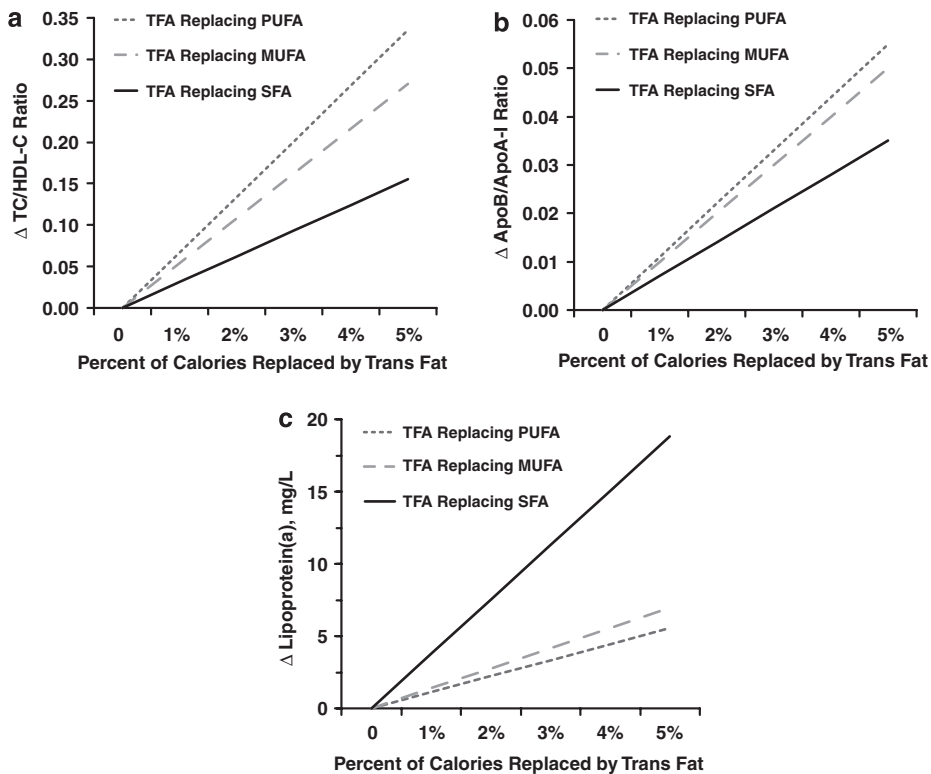 a
TFA Replacing PUFA
TFA Replacing MUFA
TFA Replacing SFA
0.35
0.30
0.25
0.20
0.15
0.10
0.05
0.00
Δ TC/HDL-C Ratio
0 1% 2% 3% 4% 5%
Percent of Calories Replaced by Trans Fat
b
TFA Replacing PUFA
TFA Replacing MUFA
TFA Replacing SFA
0.06
0.05
0.04
0.03
0.02
0.01
0.00
Δ ApoB/ApoA-I Ratio
0 1% 2% 3% 4% 5%
Percent of Calories Replaced by Trans Fat
c
TFA Replacing PUFA
TFA Replacing MUFA
TFA Replacing SFA
20
15
10
5
0
Δ Lipoprotein(a), mg/L
0 1% 2% 3% 4% 5%
Percent of Calories Replaced by Trans Fat